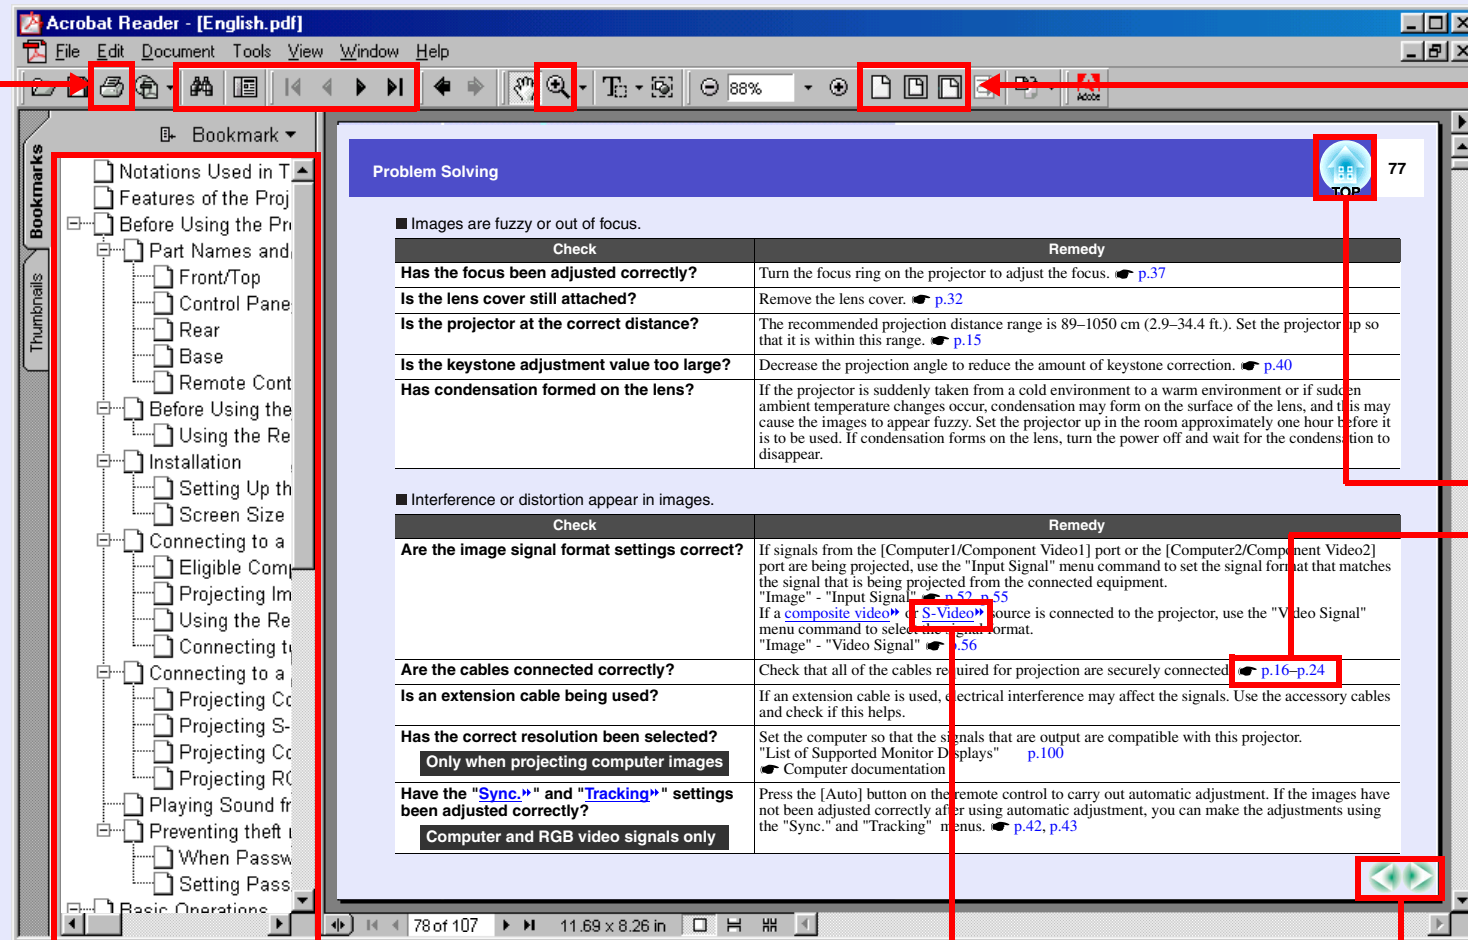 Acrobat Reader - [English.pdf]
File Edit Document Tools View Window Help
88%
Adobe
Bookmarks
Thumbnails
Bookmark
Notations Used in T
Features of the Proj
Before Using the Pr
Part Names and
Front/Top
Control Pane
Rear
Base
Remote Cont
Before Using the
Using the Re
Installation
Setting Up th
Screen Size
Connecting to a
Eligible Comp
Projecting Im
Using the Re
Connecting t
Connecting to a
Projecting Co
Projecting S-
Projecting Co
Projecting RG
Playing Sound fr
Preventing theft
When Passw
Setting Pass
Basic Operations
Problem Solving
TOP
77
■ Images are fuzzy or out of focus.
Check Remedy
Has the focus been adjusted correctly? Turn the focus ring on the projector to adjust the focus. ☛ p.37
Is the lens cover still attached? Remove the lens cover. ☛ p.32
Is the projector at the correct distance? The recommended projection distance range is 89–1050 cm (2.9–34.4 ft.). Set the projector up so
that it is within this range. ☛ p.15
Is the keystone adjustment value too large? Decrease the projection angle to reduce the amount of keystone correction. ☛ p.40
Has condensation formed on the lens? If the projector is suddenly taken from a cold environment to a warm environment or if sudden
ambient temperature changes occur, condensation may form on the surface of the lens, and this may
cause the images to appear fuzzy. Set the projector up in the room approximately one hour before it
is to be used. If condensation forms on the lens, turn the power off and wait for the condensation to
disappear.
■ Interference or distortion appear in images.
Check Remedy
Are the image signal format settings correct? If signals from the [Computer1/Component Video1] port or the [Computer2/Component Video2]
port are being projected, use the "Input Signal" menu command to set the signal format that matches
the signal that is being projected from the connected equipment.
"Image" - "Input Signal" ☛ p.52, p.55
If a composite video or S-Video source is connected to the projector, use the "Video Signal"
menu command to select the signal format.
"Image" - "Video Signal" ☛ p.56
Are the cables connected correctly? Check that all of the cables required for projection are securely connected. ☛ p.16–p.24
Is an extension cable being used? If an extension cable is used, electrical interference may affect the signals. Use the accessory cables
and check if this helps.
Has the correct resolution been selected? Set the computer so that the signals that are output are compatible with this projector.
Only when projecting computer images "List of Supported Monitor Displays" p.100
☛ Computer documentation
Have the "Sync." and "Tracking" settings Press the [Auto] button on the remote control to carry out automatic adjustment. If the images have
been adjusted correctly? not been adjusted correctly after using automatic adjustment, you can make the adjustments using
Computer and RGB video signals only the "Sync." and "Tracking" menus. ☛ p.42, p.43
78 of 107 11.69 x 8.26 in